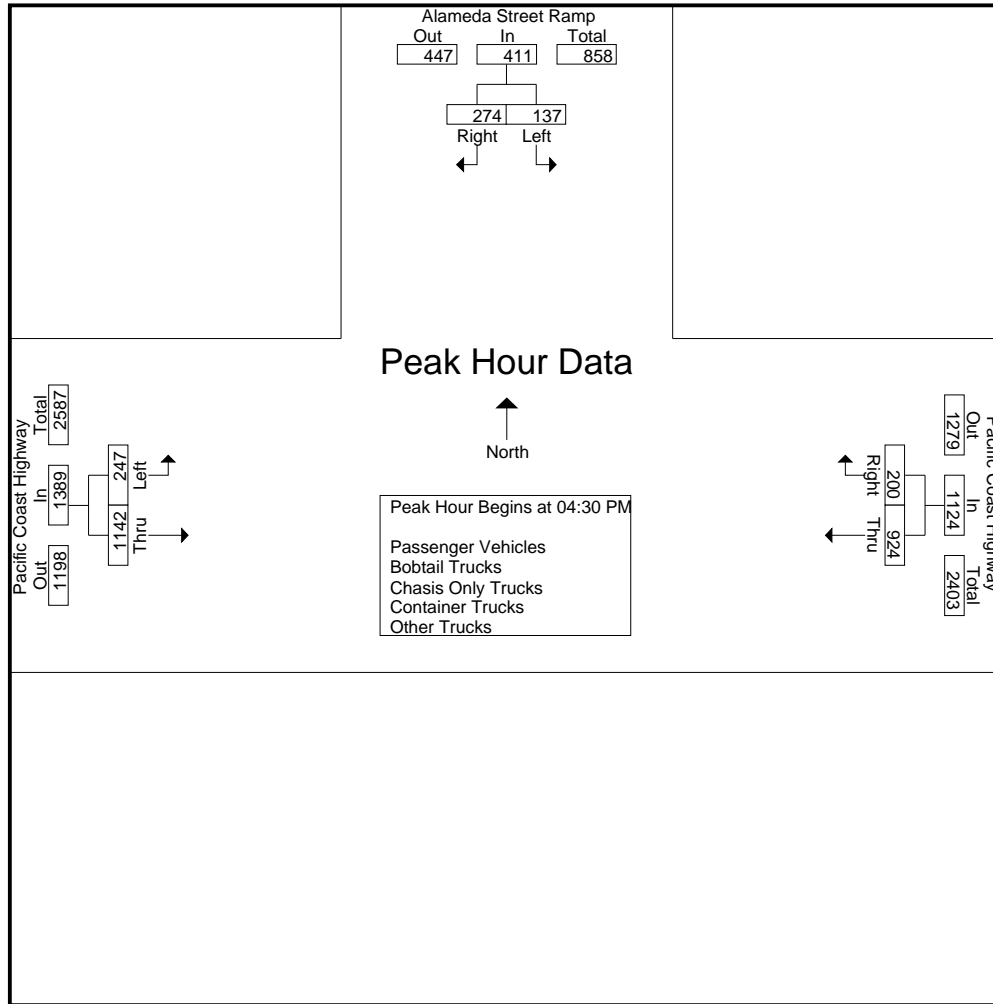 Alameda Street Ramp
Out In Total
447 411 858
274 137
Right Left
Peak Hour Data
North
Pacific Coast Highway
Total In Out
2587 1389 1198
247 1142
Left Thru
Peak Hour Begins at 04:30 PM
Passenger Vehicles
Bobtail Trucks
Chasis Only Trucks
Container Trucks
Other Trucks
Pacific Coast Highway
Out In Total
1279 1124 2403
200 924
Right Thru